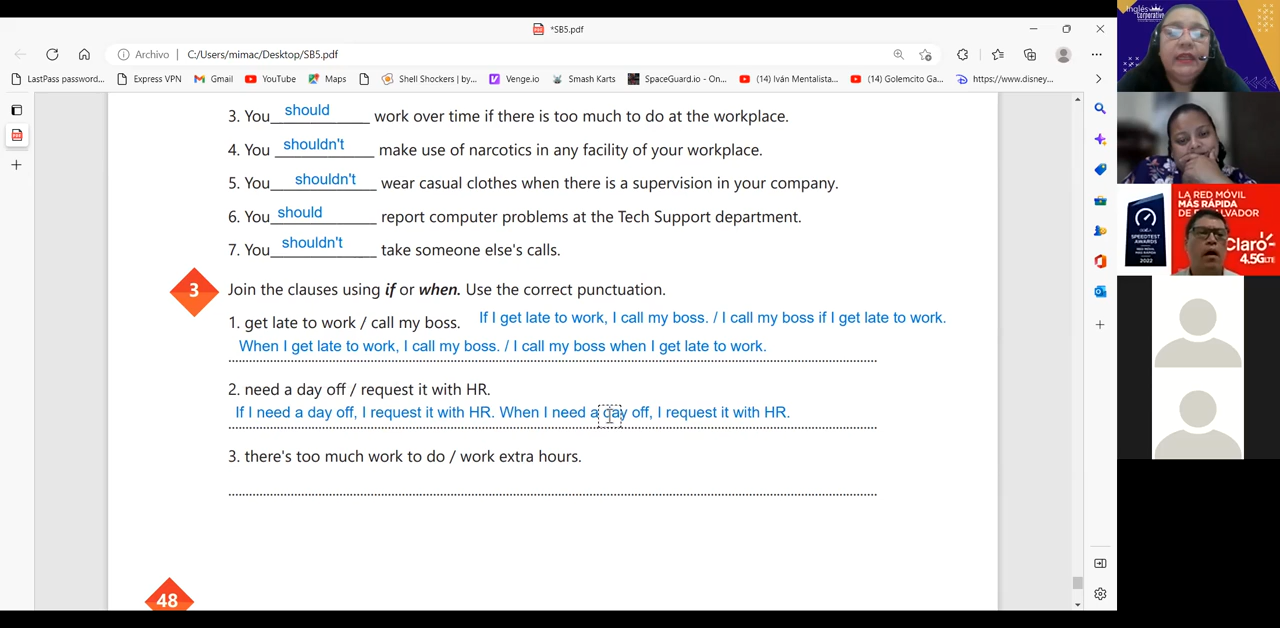 *SB5.pdf
Archivo | C:/Users/mimac/Desktop/SB5.pdf
LastPass password... Express VPN Gmail YouTube Maps Shell Shockers | by... Venge.io Smash Karts SpaceGuard.io - On... (14) Iván Mentalista... (14) Golemcito Ga... https://www.disney...
3. You should work over time if there is too much to do at the workplace.
4. You shouldn't make use of narcotics in any facility of your workplace.
5. You shouldn't wear casual clothes when there is a supervision in your company.
6. You should report computer problems at the Tech Support department.
7. You shouldn't take someone else's calls.
3 Join the clauses using if or when. Use the correct punctuation.
1. get late to work / call my boss. If I get late to work, I call my boss. / I call my boss if I get late to work.
When I get late to work, I call my boss. / I call my boss when I get late to work.
2. need a day off / request it with HR.
If I need a day off, I request it with HR. When I need a day off, I request it with HR.
3. there's too much work to do / work extra hours.
48
Inglés
Corporativo
LA RED MÓVIL
MÁS RÁPIDA
DE EL SALVADOR
SPEEDTEST
AWARDS
2022
Claro
4.5G LTE